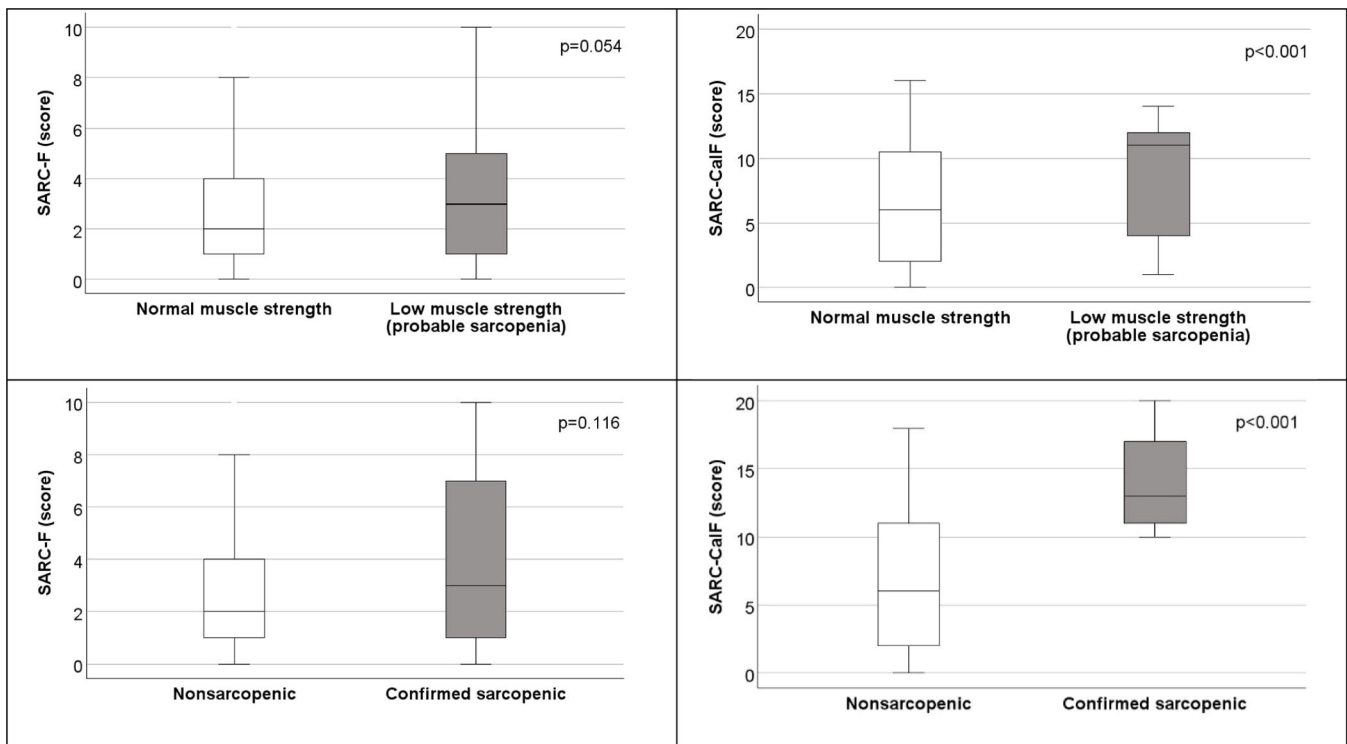 p=0.054
SARC-F (score)
10
8
6
4
2
0
Normal muscle strength
Low muscle strength
(probable sarcopenia)
p<0.001
SARC-CalF (score)
20
15
10
5
0
Normal muscle strength
Low muscle strength
(probable sarcopenia)
p=0.116
SARC-F (score)
10
8
6
4
2
0
Nonsarcopenic
Confirmed sarcopenic
p<0.001
SARC-CalF (score)
20
15
10
5
0
Nonsarcopenic
Confirmed sarcopenic